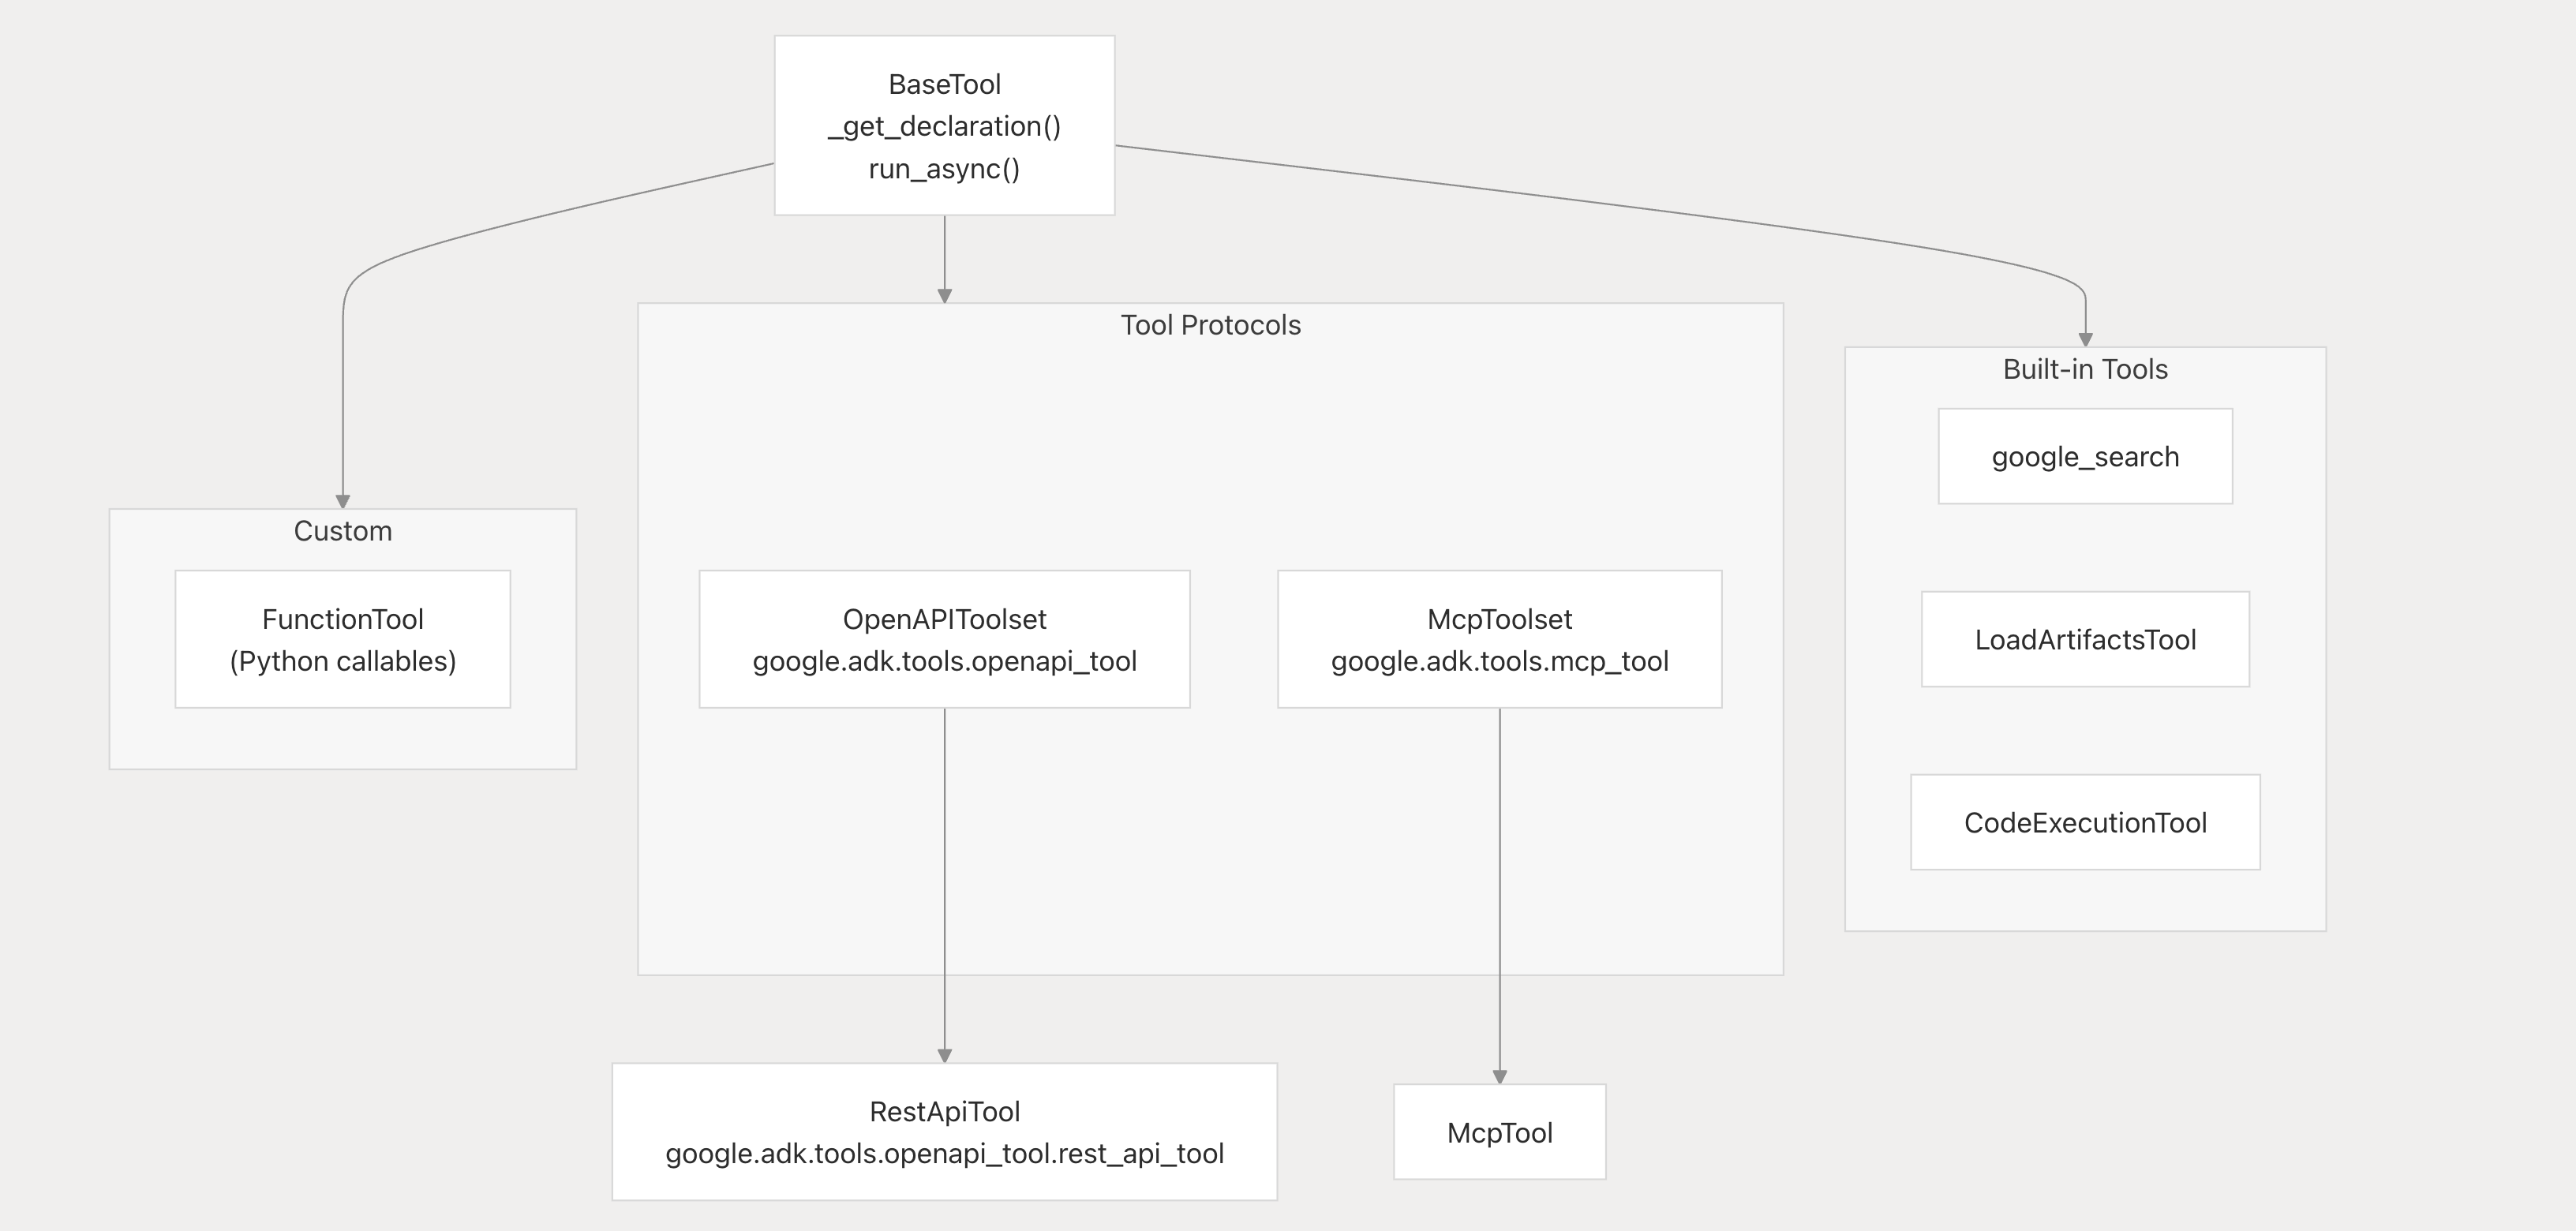 BaseTool
_get_declaration()
run_async()
Tool Protocols
Built-in Tools
google_search
Custom
FunctionTool
(Python callables)
OpenAPIToolset
google.adk.tools.openapi_tool
McpToolset
google.adk.tools.mcp_tool
LoadArtifactsTool
CodeExecutionTool
RestApiTool
google.adk.tools.openapi_tool.rest_api_tool
McpTool